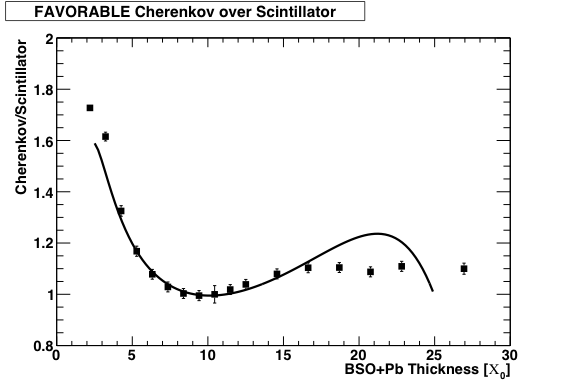 FAVORABLE Cherenkov over Scintillator
Cherenkov/Scintillator
2
1.8
1.6
1.4
1.2
1
0.8
0 5 10 15 20 25 30
BSO+Pb Thickness [X₀]